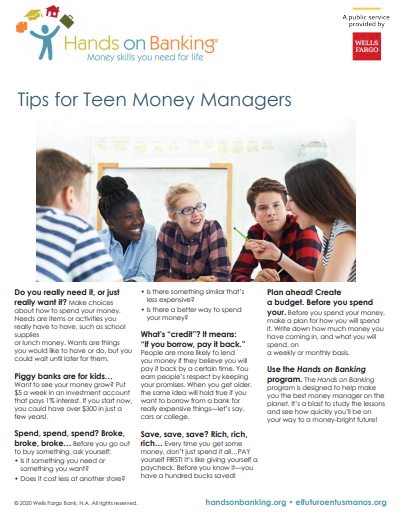 A public service
provided by
WELLS
FARGO
Hands on Banking®
Money skills you need for life
Tips for Teen Money Managers
Do you really need it, or just
really want it? Make choices
about how to spend your money.
Needs are items or activities you
really have to have, such as school
supplies
or lunch money. Wants are things
you would like to have or do, but you
could wait until later for them.
Piggy banks are for kids…
Want to see your money grow? Put
$5 a week in an investment account
that pays 1% interest. If you start now,
you could have over $300 in just a
few years!.
Spend, spend, spend? Broke,
broke, broke… Before you go out
to buy something, ask yourself:
• Is it something you need or
something you want?
• Does it cost less at another store?
• Is there something similar that's
less expensive?
• Is there a better way to spend
your money?
What's "credit"? It means:
"If you borrow, pay it back."
People are more likely to lend
you money if they believe you will
pay it back by a certain time. You
earn people's respect by keeping
your promises. When you get older,
the same idea will hold true if you
want to borrow from a bank for
really expensive things—let's say,
cars or college.
Save, save, save? Rich, rich,
rich… Every time you get some
money, don't just spend it all…PAY
yourself FIRST! It's like giving yourself a
paycheck. Before you know it—you
have a hundred bucks saved!
Plan ahead! Create
a budget. Before you spend
your. Before you spend your money,
make a plan for how you will spend
it. Write down how much money you
have coming in, and what you will
spend, on
a weekly or monthly basis.
Use the Hands on Banking
program. The Hands on Banking
program is designed to help make
you the best money manager on the
planet. It's a blast to study the lessons
and see how quickly you'll be on
your way to a money-bright future!
© 2020 Wells Fargo Bank, N.A. All rights reserved.
handsonbanking.org • elfuturoentusmanos.org